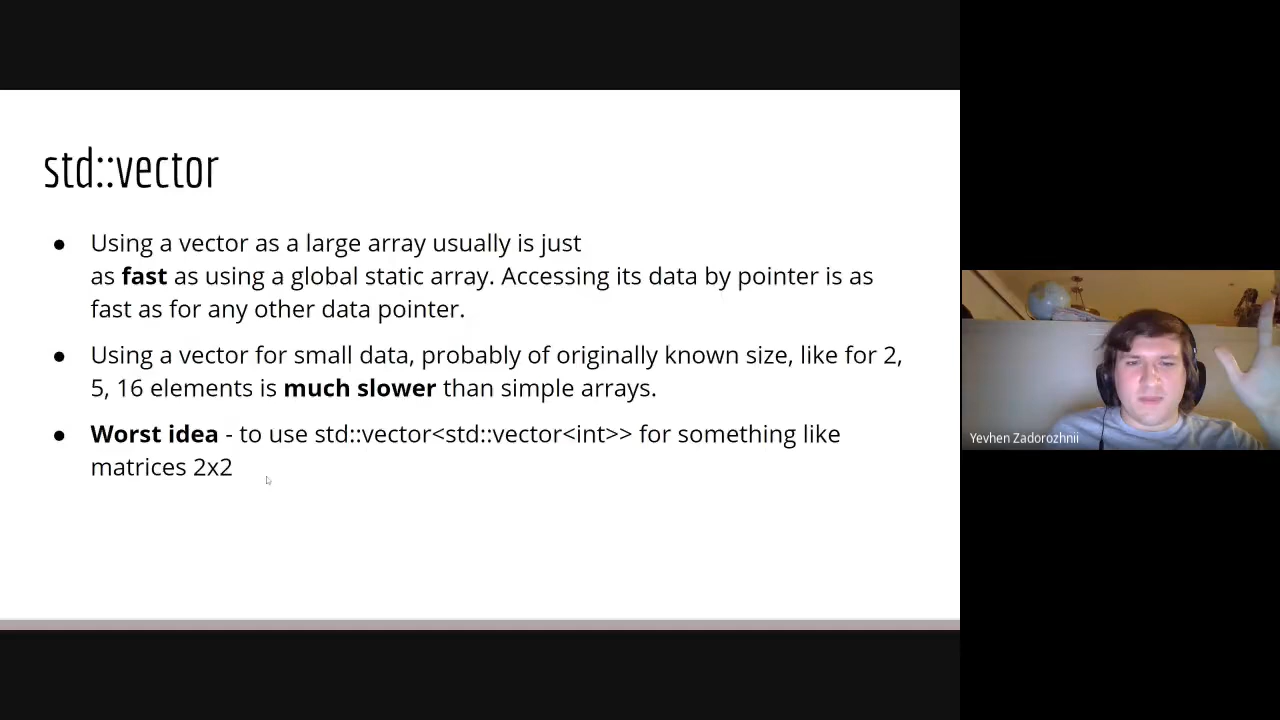 std::vector
● Using a vector as a large array usually is just
as fast as using a global static array. Accessing its data by pointer is as
fast as for any other data pointer.
● Using a vector for small data, probably of originally known size, like for 2,
5, 16 elements is much slower than simple arrays.
● Worst idea - to use std::vector<std::vector<int>> for something like
matrices 2x2
Yevhen Zadorozhnii